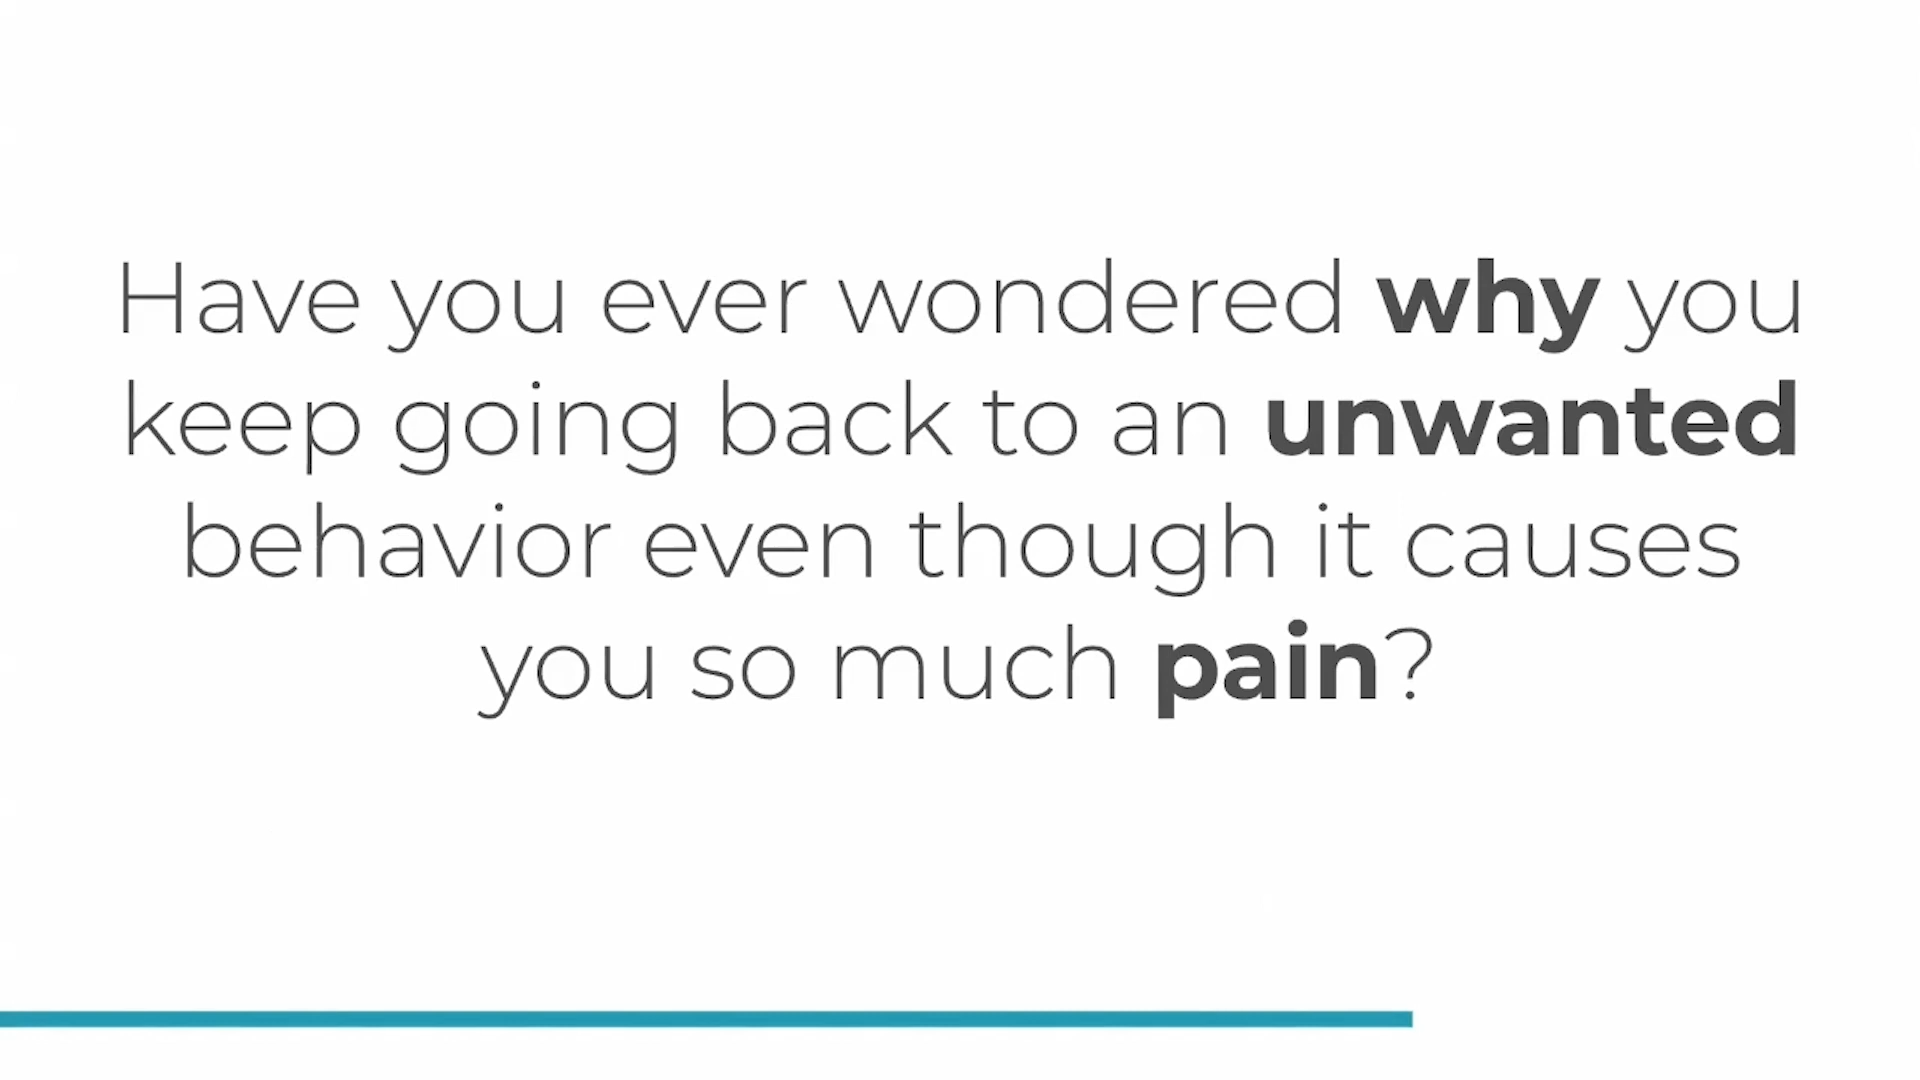 Have you ever wondered why you
keep going back to an unwanted
behavior even though it causes
you so much pain?